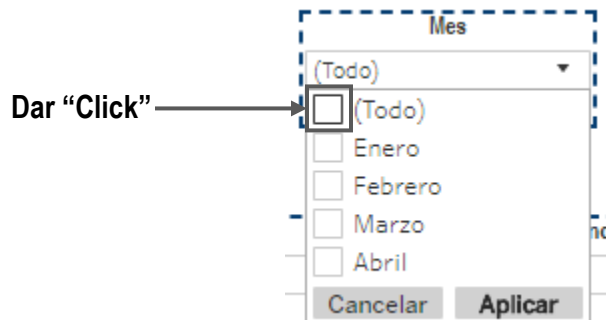 Mes
(Todo)
Dar “Click”
(Todo)
Enero
Febrero
Marzo
Abril
Cancelar Aplicar